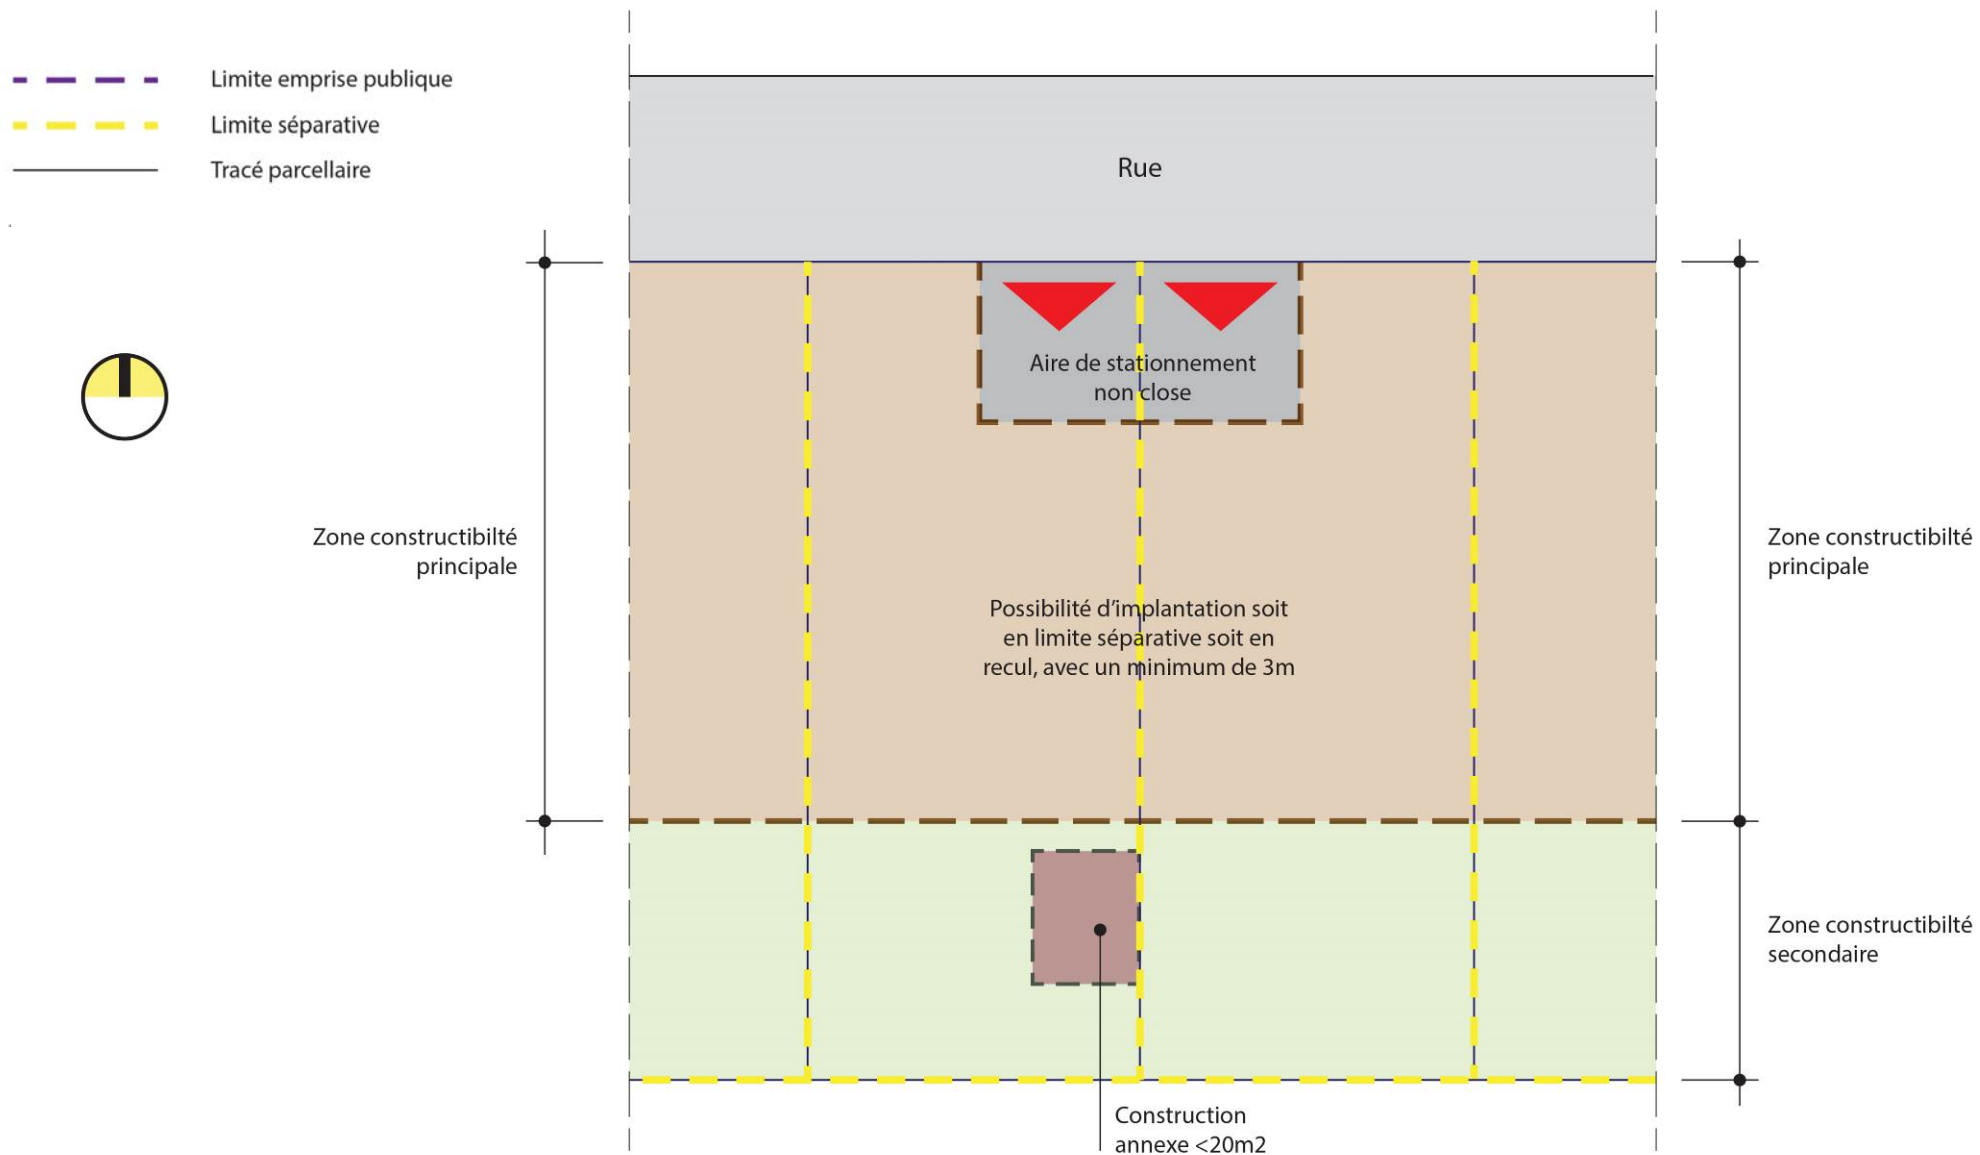 Limite emprise publique
Limite séparative
Tracé parcellaire
Rue
Aire de stationnement
non close
Zone constructibilté
principale
Zone constructibilté
principale
Possibilité d'implantation soit
en limite séparative soit en
recul, avec un minimum de 3m
Zone constructibilté
secondaire
Construction
annexe <20m2